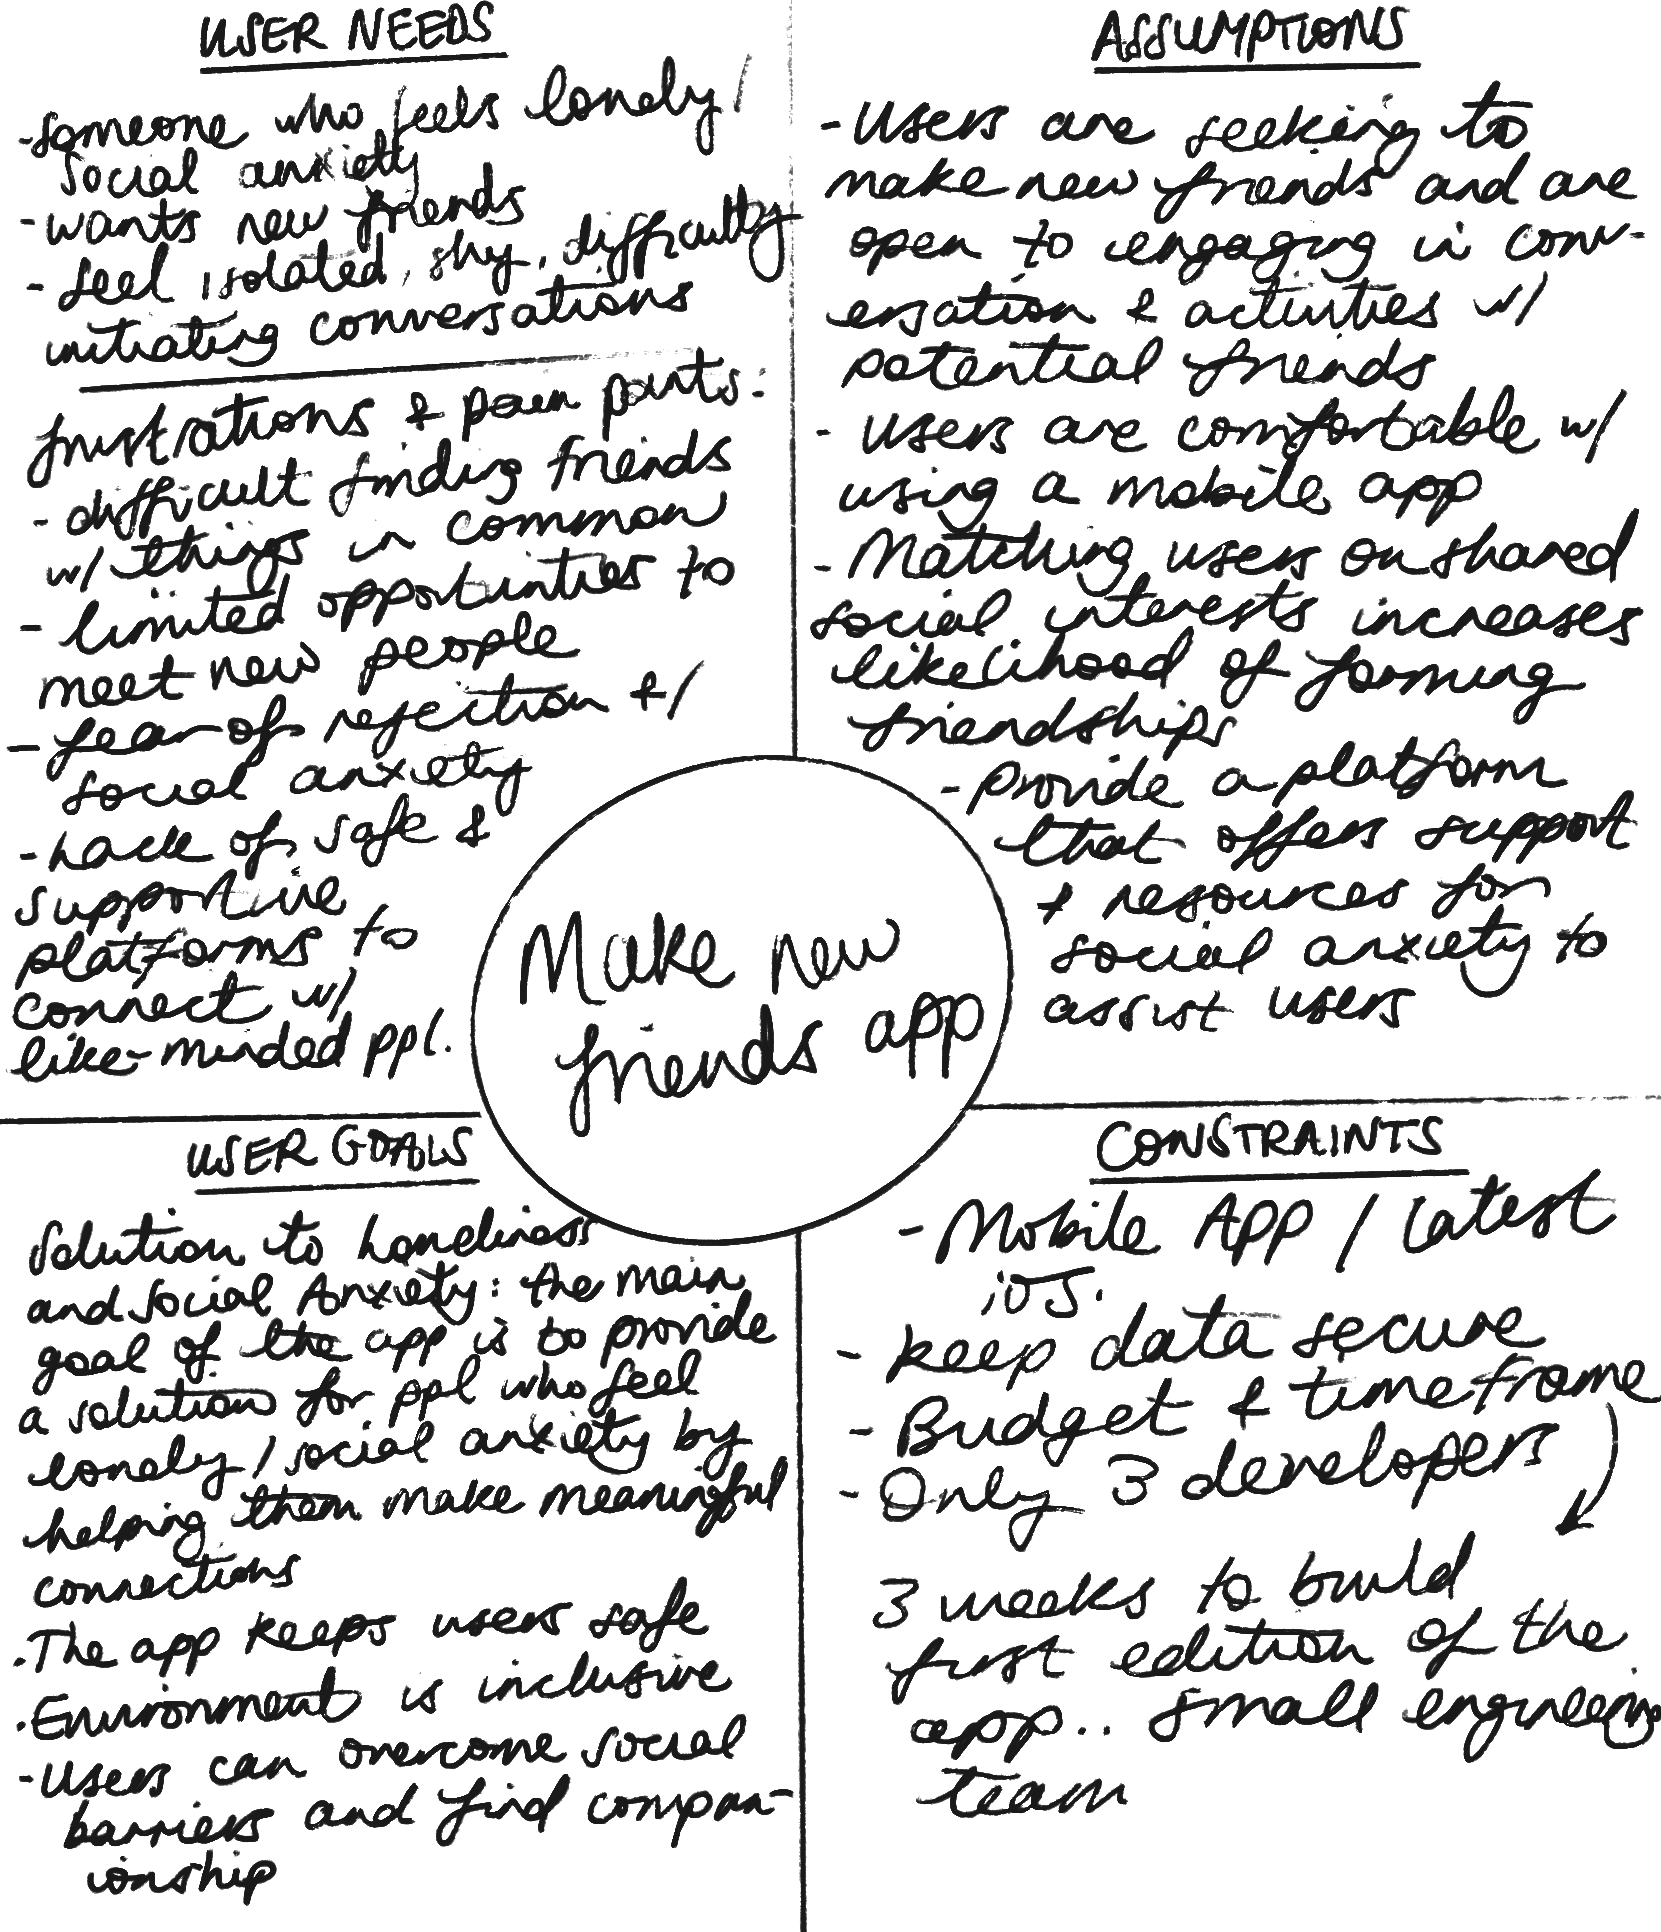 USER NEEDS
- someone who feels lonely /
social anxiety
- wants new friends
- feel isolated, shy, difficulty
initiating conversations
frustrations & pain points:
- difficult finding friends
w/ things in common
- limited opportunities to
meet new people
- fear of rejection & /
social anxiety
- Lack of safe &
supportive
platforms to
connect w/
like-minded ppl.
ASSUMPTIONS
- Users are seeking to
make new friends and are
open to engaging in conv-
ersation & activities w/
potential friends
- Users are comfortable w/
using a mobile app
- Matching users on shared
social interests increases
likelihood of forming
friendships
- provide a platform
that offers support
& resources for
social anxiety to
assist users
Make new
friends app
USER GOALS
Solution to Loneliness
and Social Anxiety: the main
goal of the app is to provide
a solution for ppl who feel
lonely / social anxiety by
helping them make meaningful
connections
. The app keeps users safe
. Environment is inclusive
- Users can overcome social
barriers and find compan-
ionship
CONSTRAINTS
- Mobile App / Latest
iOS.
- Keep data secure
- Budget & timeframe
- Only 3 developers
3 weeks to build
first edition of the
app.. small engineering
team